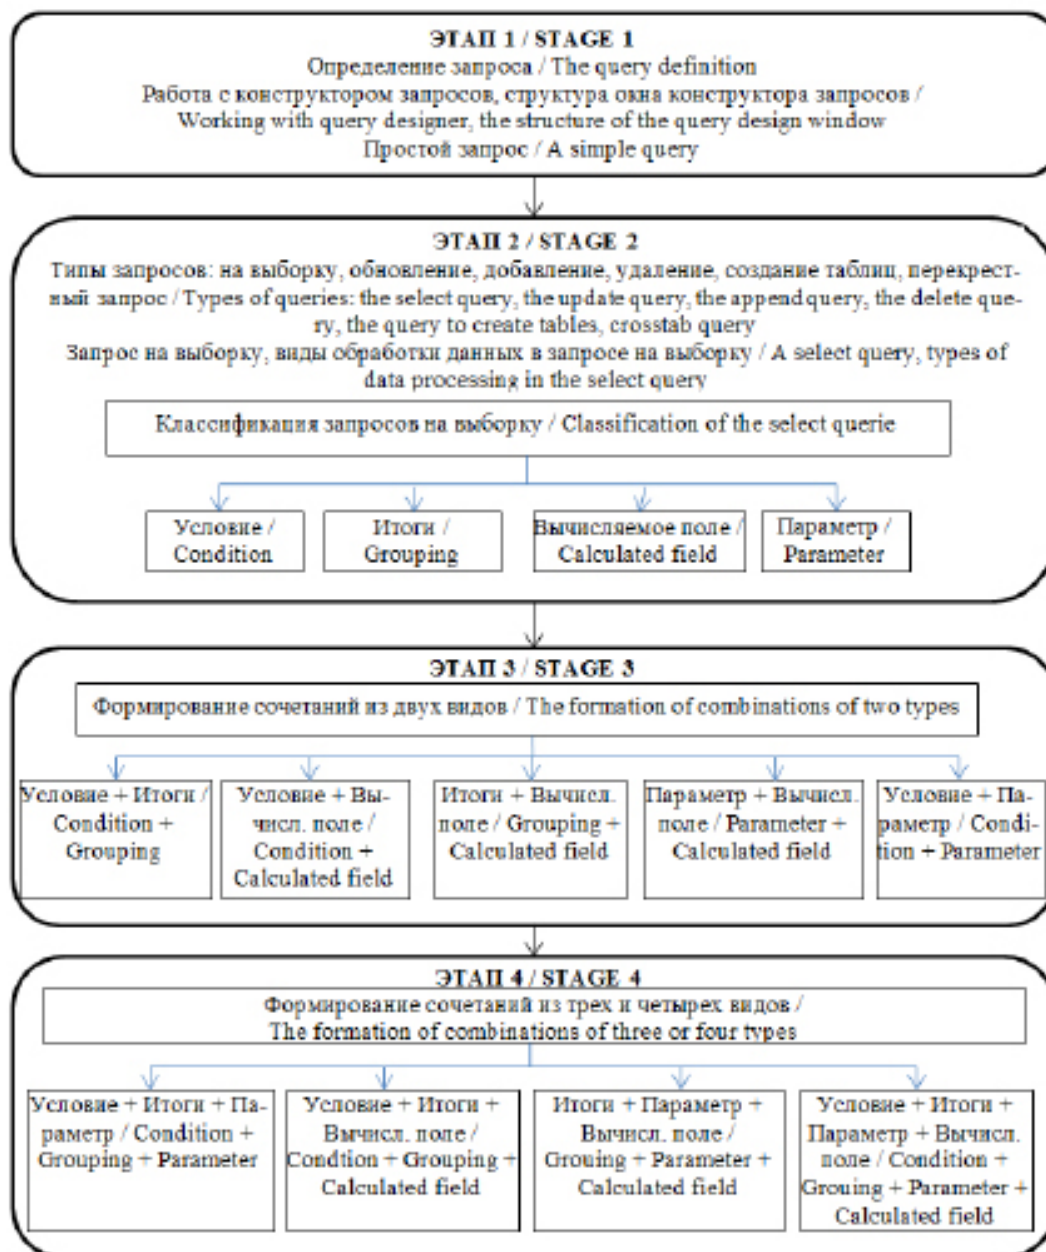 ЭТАП 1 / STAGE 1
Определение запроса / The query definition
Работа с конструктором запросов, структура окна конструктора запросов /
Working with query designer, the structure of the query design window
Простой запрос / A simple query
ЭТАП 2 / STAGE 2
Типы запросов: на выборку, обновление, добавление, удаление, создание таблиц, перекрест-
ный запрос / Types of queries: the select query, the update query, the append query, the delete que-
ry, the query to create tables, crosstab query
Запрос на выборку, виды обработки данных в запросе на выборку / A select query, types of
data processing in the select query
Классификация запросов на выборку / Classification of the select querie
Условие /
Condition
Итоги /
Grouping
Вычисляемое поле /
Calculated field
Параметр /
Parameter
ЭТАП 3 / STAGE 3
Формирование сочетаний из двух видов / The formation of combinations of two types
Условие + Итоги /
Condition +
Grouping
Условие + Вы-
числ. поле /
Condition +
Calculated field
Итоги + Вычисл.
поле / Grouping +
Calculated field
Параметр + Вычисл.
поле / Parameter +
Calculated field
Условие + Па-
раметр / Condi-
tion + Parameter
ЭТАП 4 / STAGE 4
Формирование сочетаний из трех и четырех видов /
The formation of combinations of three or four types
Условие + Итоги + Па-
раметр / Condition +
Grouping + Parameter
Условие + Итоги +
Вычисл. поле /
Condtion + Grouping +
Calculated field
Итоги + Параметр +
Вычисл. поле /
Grouing + Parameter +
Calculated field
Условие + Итоги +
Параметр + Вычисл.
поле / Condition +
Grouing + Parameter +
Calculated field